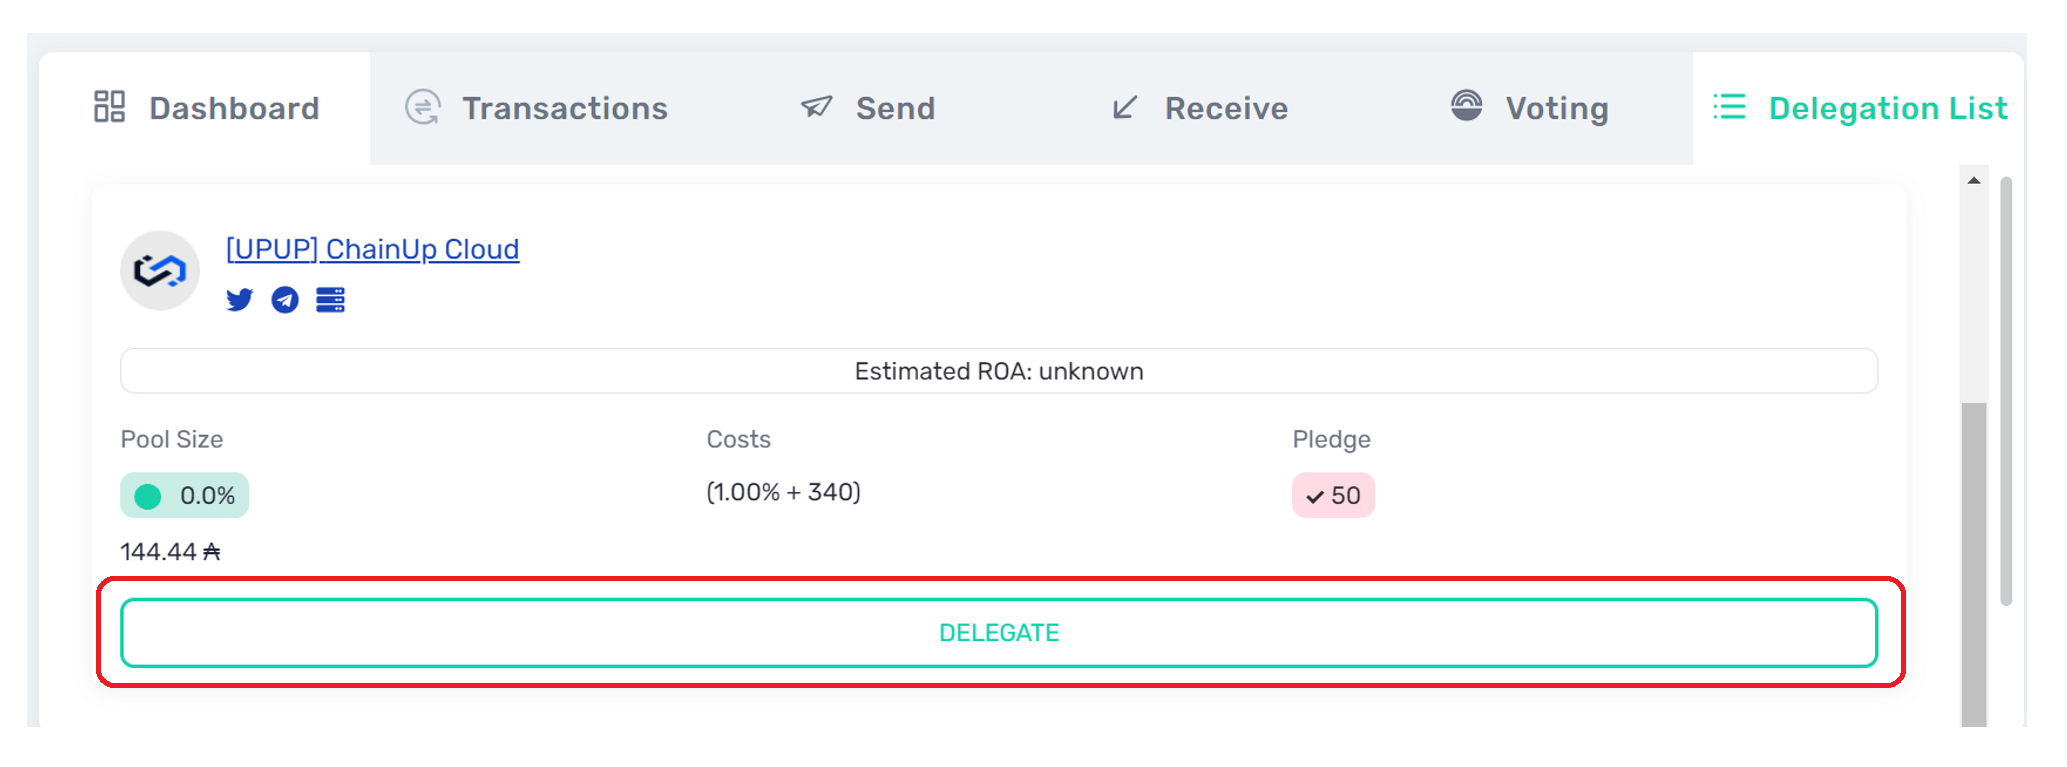 Dashboard Transactions Send Receive Voting Delegation List
[UPUP] ChainUp Cloud
Estimated ROA: unknown
Pool Size Costs Pledge
0.0% (1.00% + 340) 50
144.44 ₳
DELEGATE